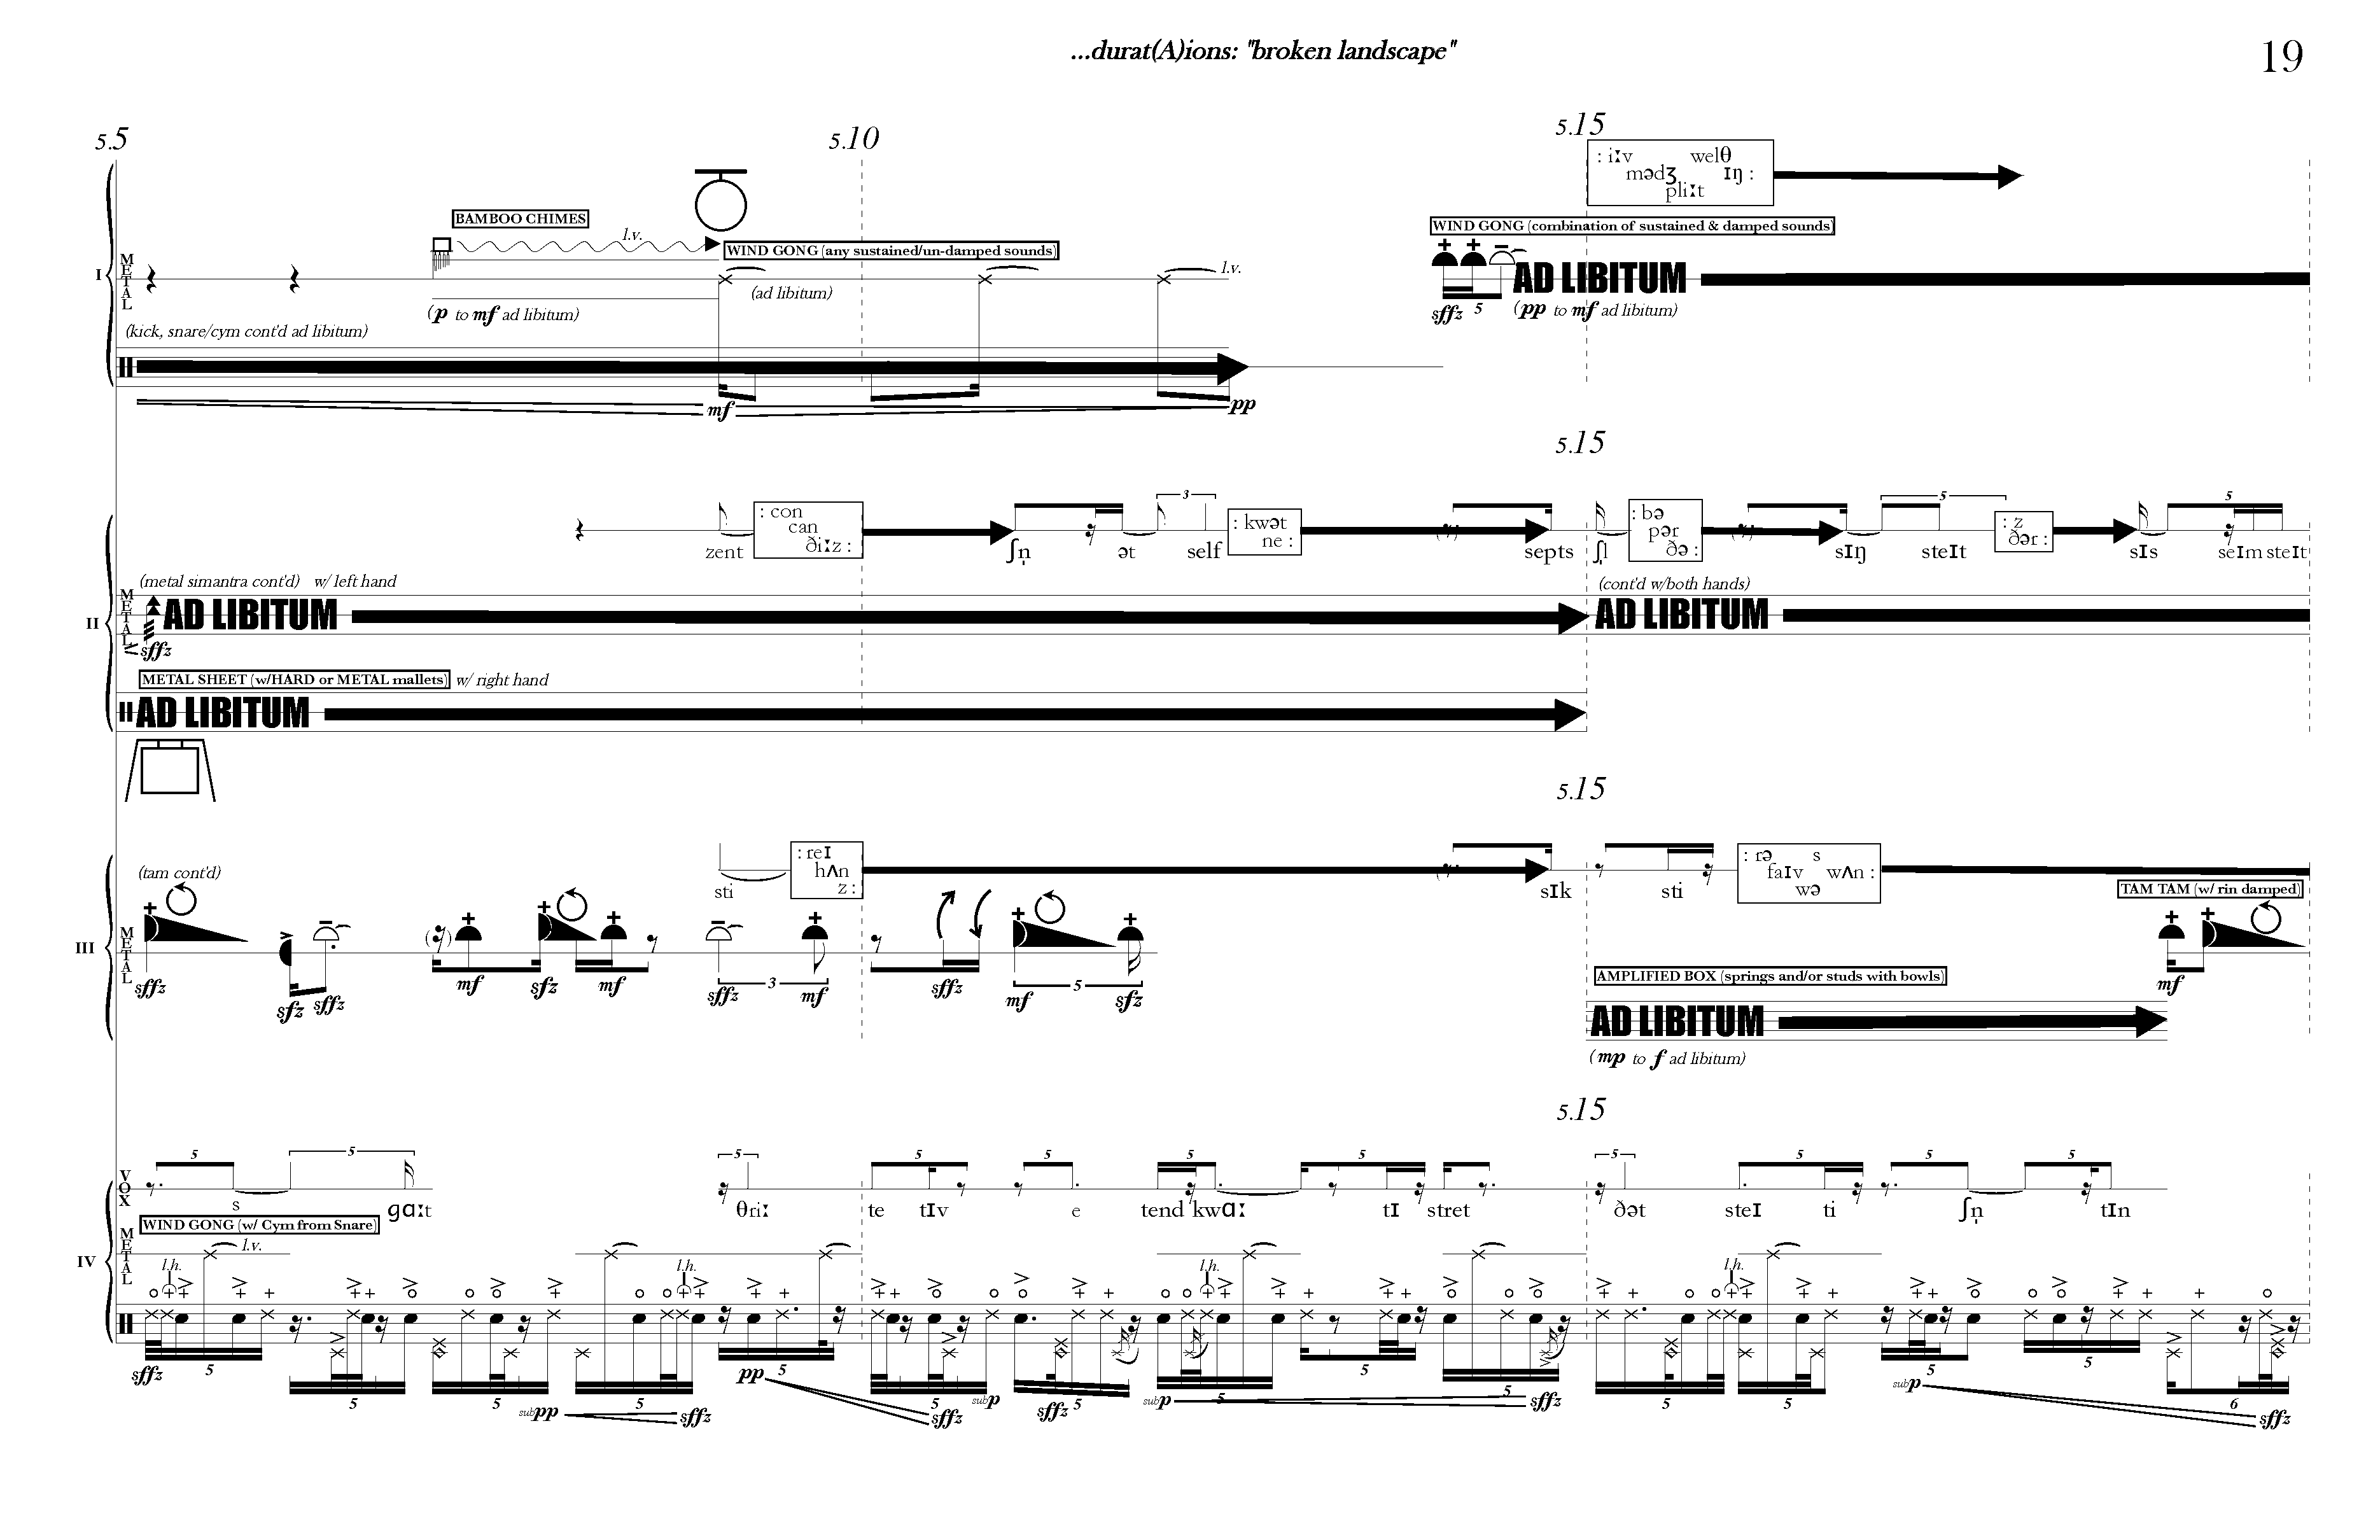 ...durat(A)ions: "broken landscape"
19
5.5
5.10
5.15
: iːv welθ
mədʒ ɪŋ :
pliːt
BAMBOO CHIMES
l.v.
WIND GONG (any sustained/un-damped sounds)
WIND GONG (combination of sustained & damped sounds)
I
METAL
(ad libitum)
l.v.
AD LIBITUM
(p to mf ad libitum)
sffz 5 (pp to mf ad libitum)
(kick, snare/cym cont'd ad libitum)
mf pp
5.15
3
5
5
: con
can
ðiːz :
: kwət
ne :
: bə
pər
ðə :
: z
ðər :
zent ʃn̩ ət self septs ʃl̩ sɪŋ steɪt sɪs seɪm steɪt
(metal simantra cont'd) w/ left hand
(cont'd w/both hands)
II
METAL
AD LIBITUM
AD LIBITUM
sffz
METAL SHEET (w/HARD or METAL mallets) w/ right hand
AD LIBITUM
5.15
: reɪ
hʌn
z :
: rə s
faɪv wʌn :
wə
(tam cont'd)
sti sɪk sti
TAM TAM (w/ rin damped)
III
METAL
AMPLIFIED BOX (springs and/or studs with bowls)
sffz sfz sffz mf sfz mf sffz 3 mf sffz mf 5 sfz mf
AD LIBITUM
(mp to f ad libitum)
5.15
5 5 5 5 5 5 5 5 5 5
VOX
s gɑːt θriː te tɪv e tend kwɑː tɪ stret ðət steɪ ti ʃn̩ tɪn
WIND GONG (w/ Cym from Snare)
IV
METAL
l.v.
l.h. l.h. l.h. l.h.
sffz 5 5 5 subpp 5 sffz pp 5 5 sffz subp sffz 5 subp 5 5 5 sffz 5 5 subp 5 5 6 sffz